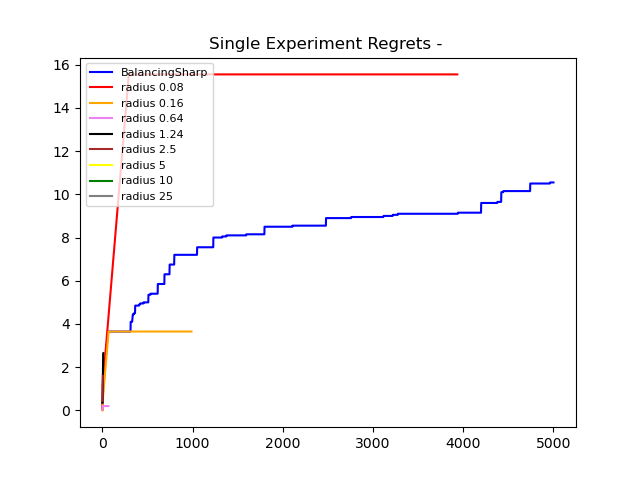 Single Experiment Regrets -
16
14
12
10
8
6
4
2
0
BalancingSharp
radius 0.08
radius 0.16
radius 0.64
radius 1.24
radius 2.5
radius 5
radius 10
radius 25
0 1000 2000 3000 4000 5000